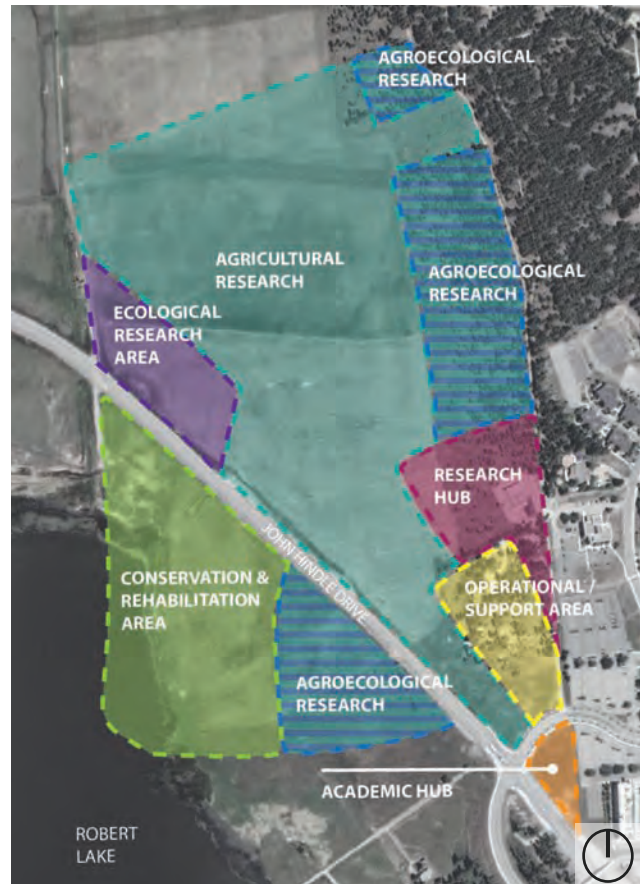 AGROECOLOGICAL
RESEARCH
AGRICULTURAL
RESEARCH
AGROECOLOGICAL
RESEARCH
ECOLOGICAL
RESEARCH
AREA
RESEARCH
HUB
JOHN HINDLE DRIVE
CONSERVATION &
REHABILITATION
AREA
OPERATIONAL /
SUPPORT AREA
AGROECOLOGICAL
RESEARCH
ACADEMIC HUB
ROBERT
LAKE